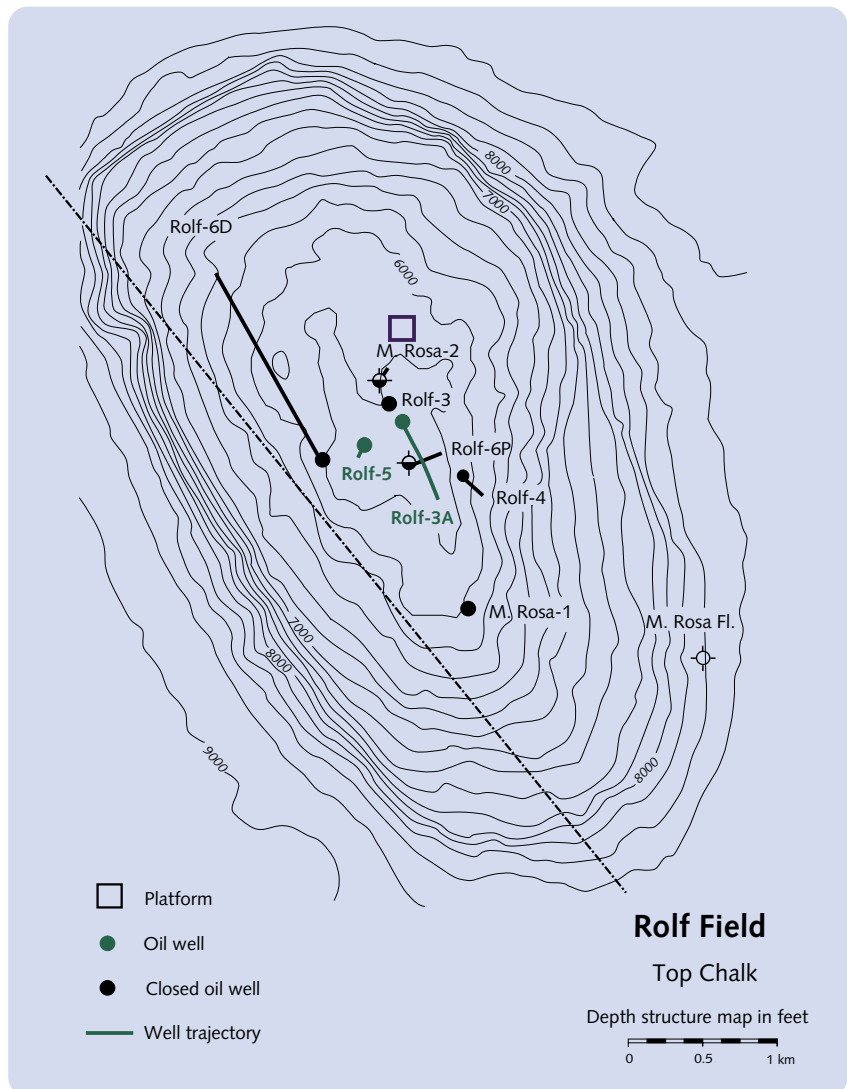 8000
7000
Rolf-6D
6000
M. Rosa-2
Rolf-3
Rolf-6P
Rolf-5
Rolf-4
Rolf-3A
M. Rosa-1
M. Rosa Fl.
7000
8000
9000
8000
Platform
Oil well
Closed oil well
Well trajectory
Rolf Field
Top Chalk
Depth structure map in feet
0 0.5 1 km